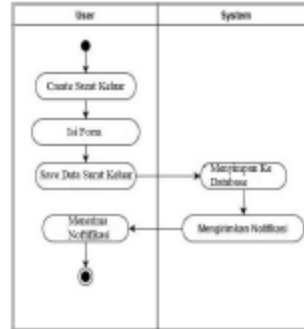 User
System
Create Surat Keluar
Isi Form
Save Data Surat Keluar
Menyimpan Ke
Database
Menerima
Notifikasi
Mengirimkan Notifikasi